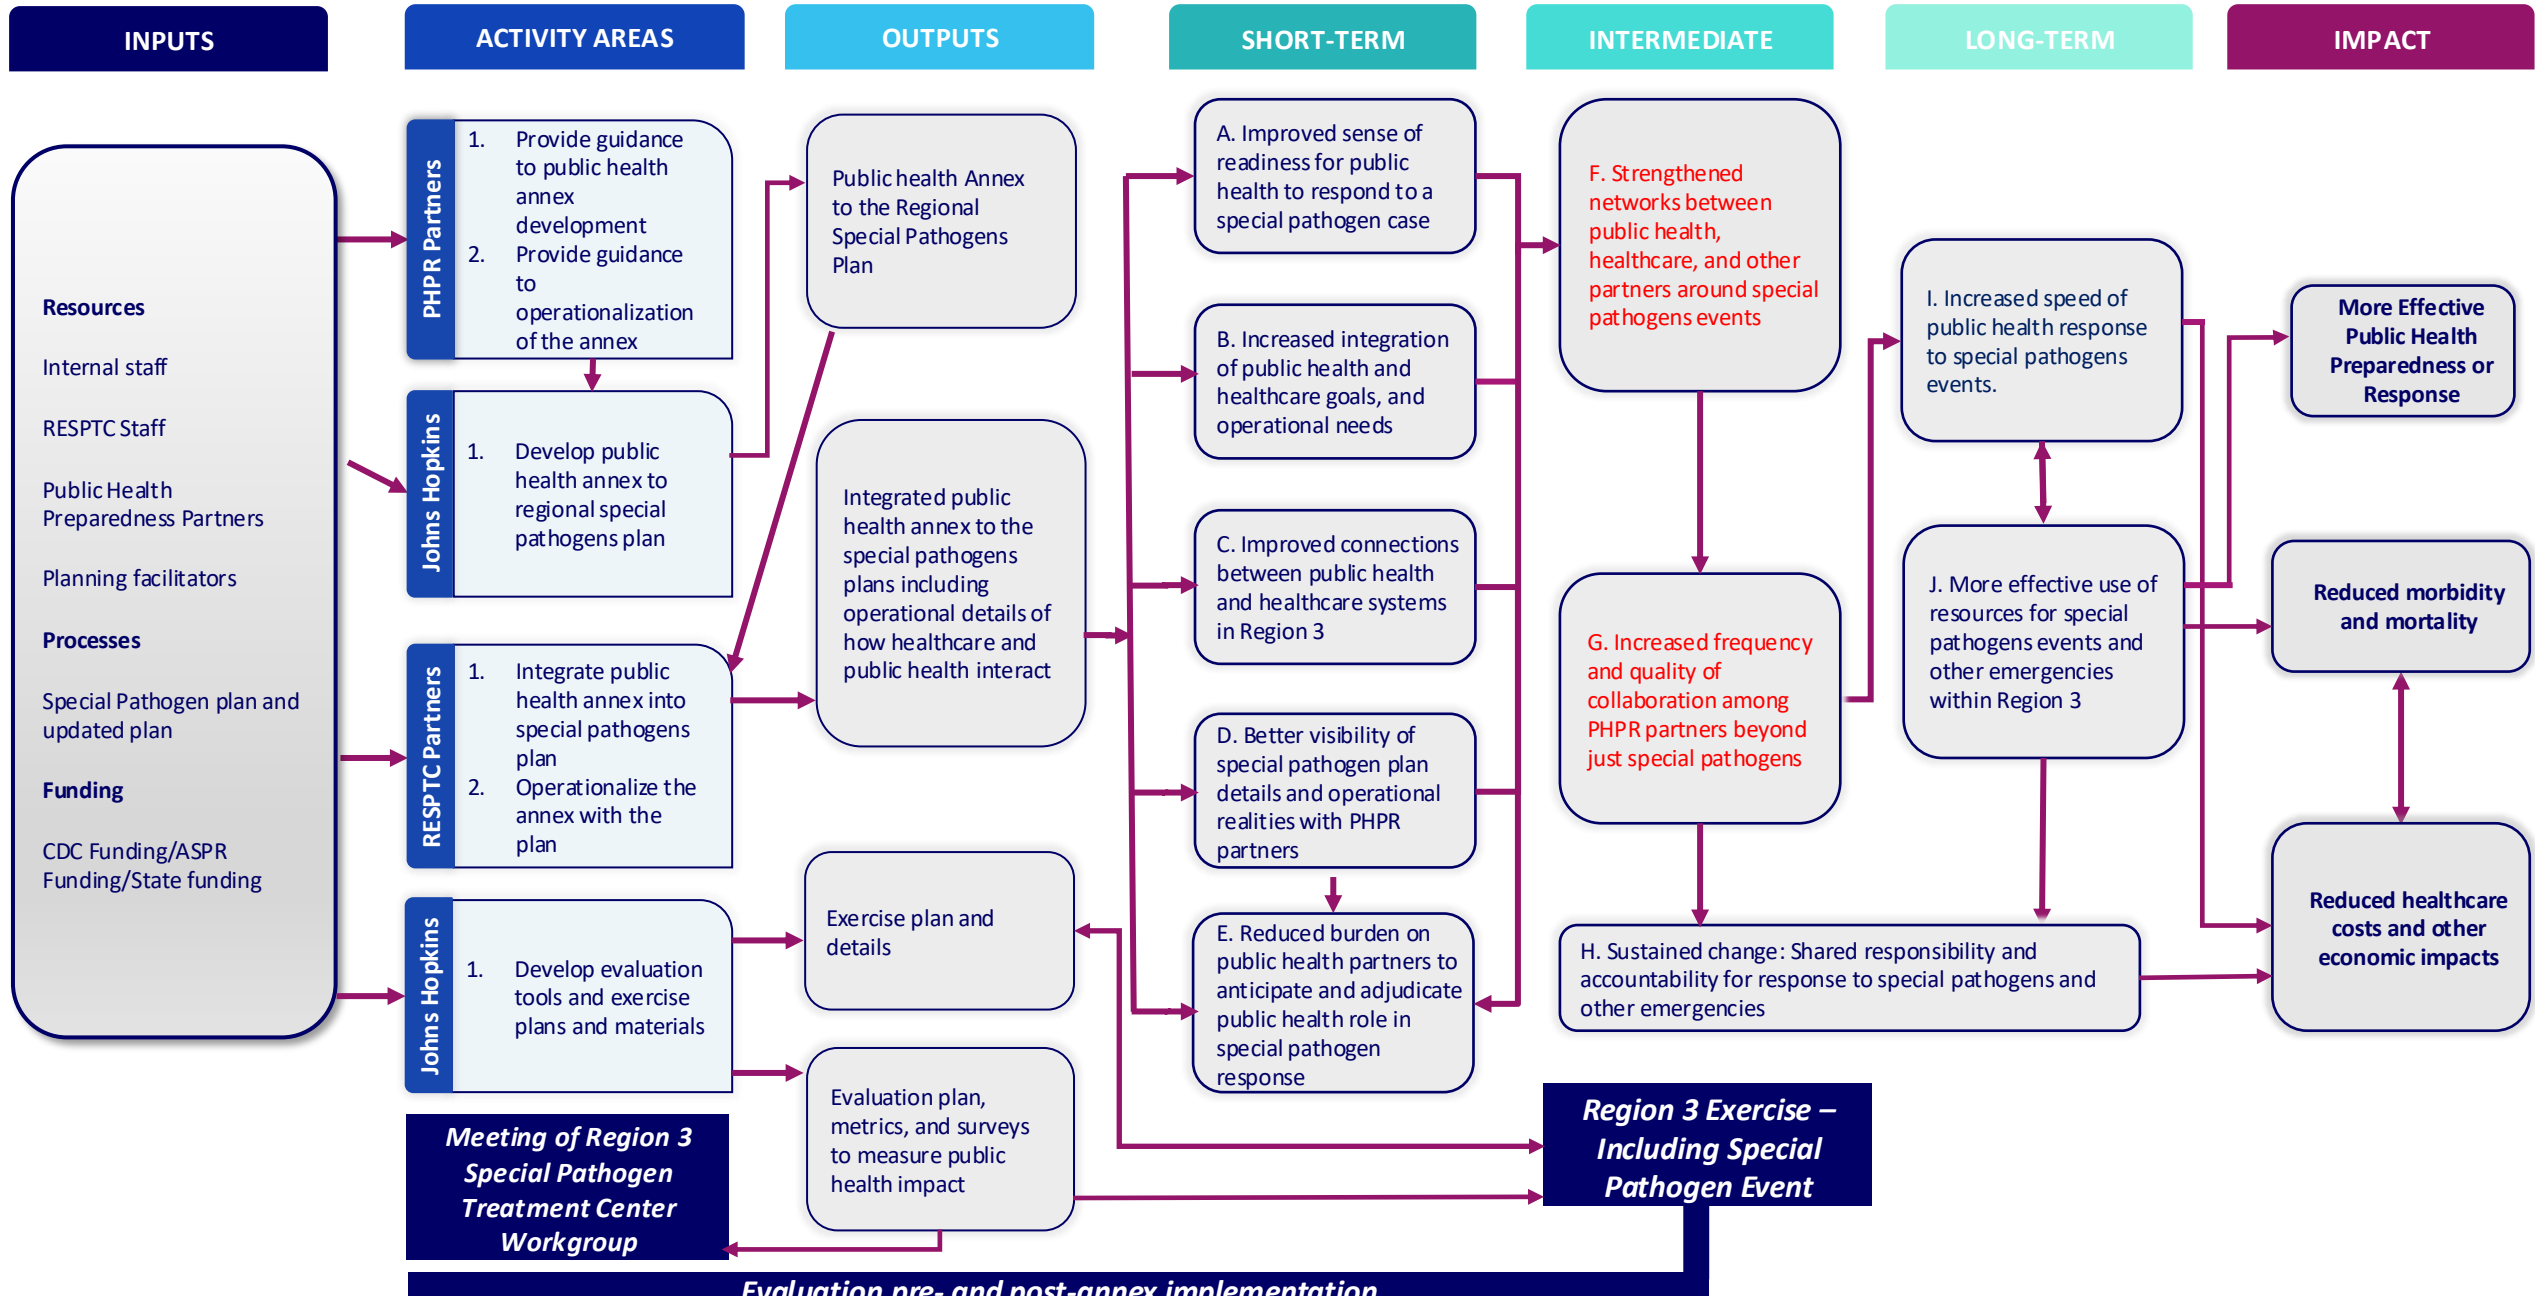 INPUTS
ACTIVITY AREAS
OUTPUTS
SHORT-TERM
INTERMEDIATE
LONG-TERM
IMPACT
Resources
Internal staff
RESPTC Staff
Public Health
Preparedness Partners
Planning facilitators
Processes
Special Pathogen plan and
updated plan
Funding
CDC Funding/ASPR
Funding/State funding
PHPR Partners
1. Provide guidance
to public health
annex
development
2. Provide guidance
to
operationalization
of the annex
Johns Hopkins
1. Develop public
health annex to
regional special
pathogens plan
RESPTC Partners
1. Integrate public
health annex into
special pathogens
plan
2. Operationalize the
annex with the
plan
Johns Hopkins
1. Develop evaluation
tools and exercise
plans and materials
Meeting of Region 3
Special Pathogen
Treatment Center
Workgroup
Public health Annex
to the Regional
Special Pathogens
Plan
Integrated public
health annex to the
special pathogens
plans including
operational details of
how healthcare and
public health interact
Exercise plan and
details
Evaluation plan,
metrics, and surveys
to measure public
health impact
A. Improved sense of
readiness for public
health to respond to a
special pathogen case
B. Increased integration
of public health and
healthcare goals, and
operational needs
C. Improved connections
between public health
and healthcare systems
in Region 3
D. Better visibility of
special pathogen plan
details and operational
realities with PHPR
partners
E. Reduced burden on
public health partners to
anticipate and adjudicate
public health role in
special pathogen
response
F. Strengthened
networks between
public health,
healthcare, and other
partners around special
pathogens events
G. Increased frequency
and quality of
collaboration among
PHPR partners beyond
just special pathogens
H. Sustained change: Shared responsibility and
accountability for response to special pathogens and
other emergencies
Region 3 Exercise –
Including Special
Pathogen Event
I. Increased speed of
public health response
to special pathogens
events.
J. More effective use of
resources for special
pathogens events and
other emergencies
within Region 3
More Effective
Public Health
Preparedness or
Response
Reduced morbidity
and mortality
Reduced healthcare
costs and other
economic impacts
Evaluation pre- and post-annex implementation